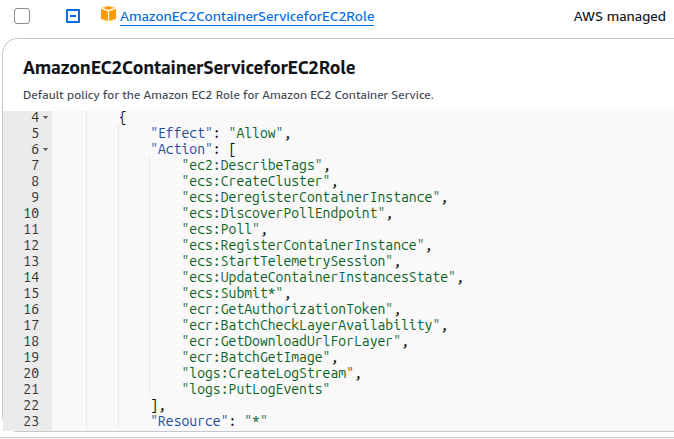 AmazonEC2ContainerServiceforEC2Role AWS managed
AmazonEC2ContainerServiceforEC2Role
Default policy for the Amazon EC2 Role for Amazon EC2 Container Service.
4 {
5 "Effect": "Allow",
6 "Action": [
7 "ec2:DescribeTags",
8 "ecs:CreateCluster",
9 "ecs:DeregisterContainerInstance",
10 "ecs:DiscoverPollEndpoint",
11 "ecs:Poll",
12 "ecs:RegisterContainerInstance",
13 "ecs:StartTelemetrySession",
14 "ecs:UpdateContainerInstancesState",
15 "ecs:Submit*",
16 "ecr:GetAuthorizationToken",
17 "ecr:BatchCheckLayerAvailability",
18 "ecr:GetDownloadUrlForLayer",
19 "ecr:BatchGetImage",
20 "logs:CreateLogStream",
21 "logs:PutLogEvents"
22 ],
23 "Resource": "*"